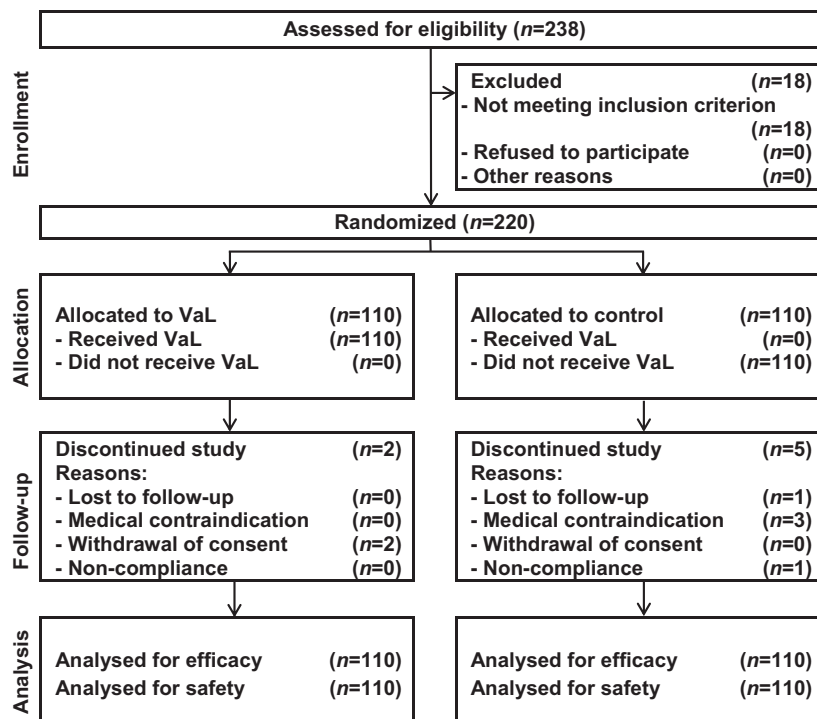 Assessed for eligibility (n=238)
Enrollment
Excluded (n=18)
- Not meeting inclusion criterion
(n=18)
- Refused to participate (n=0)
- Other reasons (n=0)
Randomized (n=220)
Allocation
Allocated to VaL (n=110)
- Received VaL (n=110)
- Did not receive VaL (n=0)
Allocated to control (n=110)
- Received VaL (n=0)
- Did not receive VaL (n=110)
Follow-up
Discontinued study (n=2)
Reasons:
- Lost to follow-up (n=0)
- Medical contraindication (n=0)
- Withdrawal of consent (n=2)
- Non-compliance (n=0)
Discontinued study (n=5)
Reasons:
- Lost to follow-up (n=1)
- Medical contraindication (n=3)
- Withdrawal of consent (n=0)
- Non-compliance (n=1)
Analysis
Analysed for efficacy (n=110)
Analysed for safety (n=110)
Analysed for efficacy (n=110)
Analysed for safety (n=110)